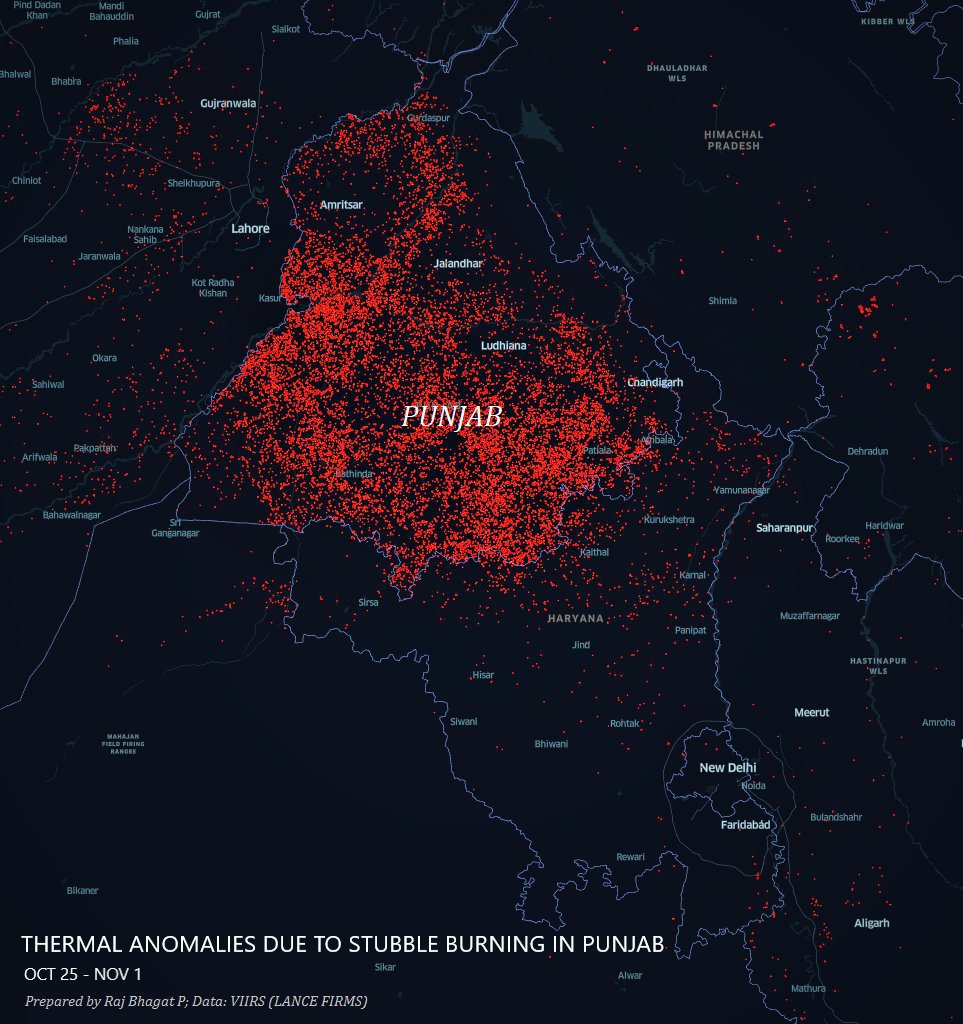 Pind Dadan
Khan
Mandi
Bahauddin
Gujrat
Sialkot
KIBBER WLS
Phalia
Bhalwal
Bhabra
DHAULADHAR
WLS
Gujranwala
Gurdaspur
HIMACHAL
PRADESH
Chiniot
Sheikhupura
Amritsar
Lahore
Faisalabad
Nankana
Sahib
Jaranwala
Jalandhar
Kot Radha
Kishan
Kasur
Shimla
Okara
Ludhiana
Sahiwal
Chandigarh
PUNJAB
Ambala
Arifwala
Pakpattan
Patiala
Dehradun
Bathinda
Yamunanagar
Bahawalnagar
Sri
Ganganagar
Kurukshetra
Saharanpur
Haridwar
Roorkee
Kaithal
Karnal
Sirsa
HARYANA
Muzaffarnagar
Panipat
Jind
HASTINAPUR
WLS
Hisar
Siwani
Rohtak
Meerut
Amroha
MAHAJAN
FIELD FIRING
RANGES
Bhiwani
New Delhi
Noida
Faridabad
Bulandshahr
Rewari
Bikaner
Aligarh
THERMAL ANOMALIES DUE TO STUBBLE BURNING IN PUNJAB
OCT 25 - NOV 1
Sikar
Alwar
Mathura
Prepared by Raj Bhagat P; Data: VIIRS (LANCE FIRMS)